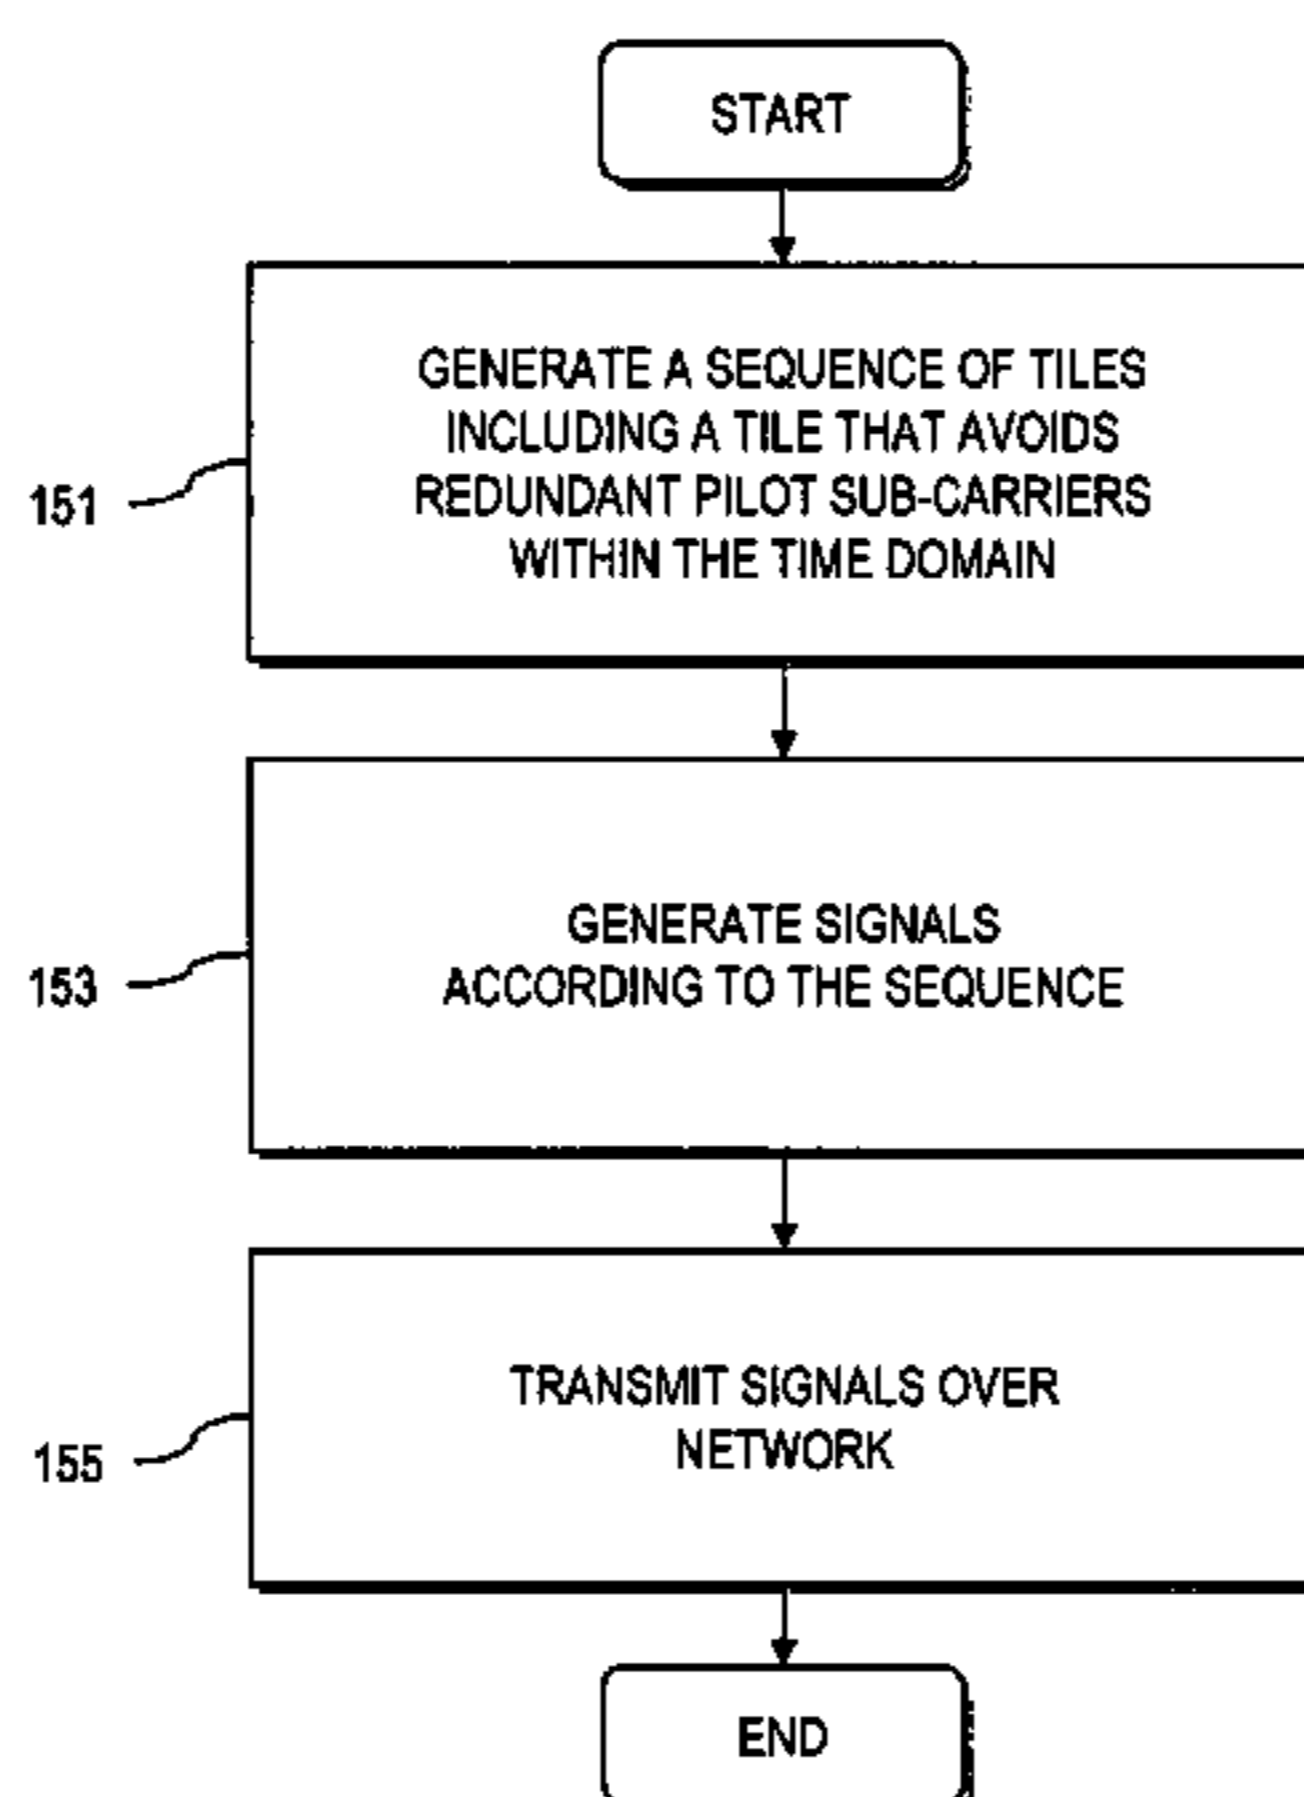 START
GENERATE A SEQUENCE OF TILES
INCLUDING A TILE THAT AVOIDS
REDUNDANT PILOT SUB-CARRIERS
WITHIN THE TIME DOMAIN
151
GENERATE SIGNALS
ACCORDING TO THE SEQUENCE
153
TRANSMIT SIGNALS OVER
NETWORK
155
END